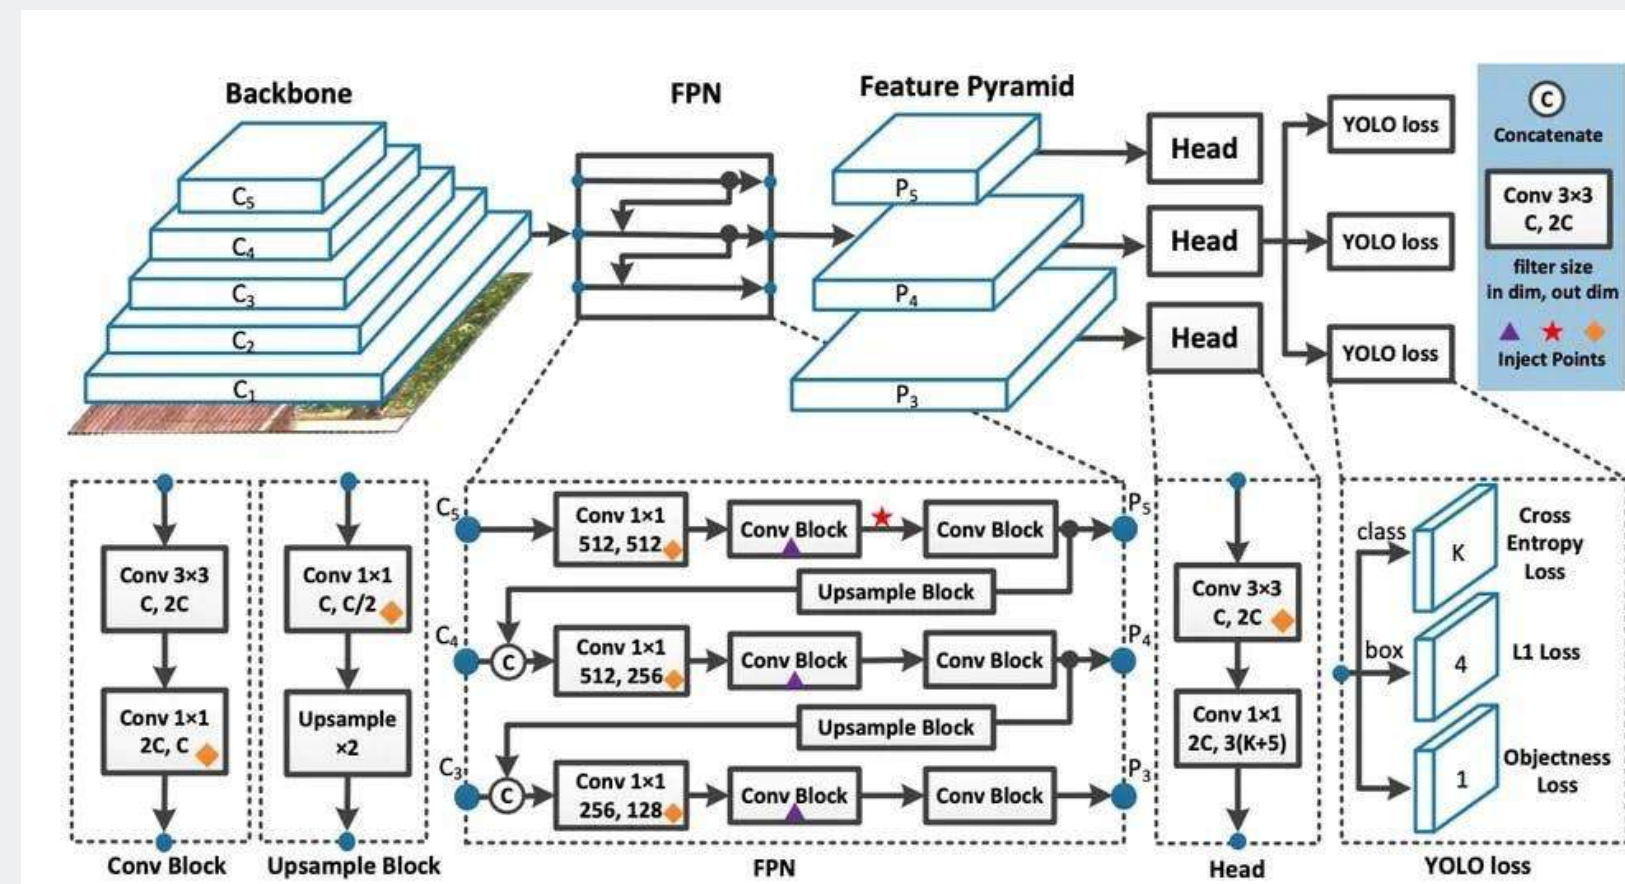 Backbone
FPN
Feature Pyramid
C5
C4
C3
C2
C1
P5
P4
P3
Head
Head
Head
YOLO loss
YOLO loss
YOLO loss
C
Concatenate
Conv 3×3
C, 2C
filter size
in dim, out dim
Inject Points
Conv 3×3
C, 2C
Conv 1×1
2C, C
Conv Block
Conv 1×1
C, C/2
Upsample
×2
Upsample Block
C5
Conv 1×1
512, 512
Conv Block
Conv Block
P5
Upsample Block
C4
C
Conv 1×1
512, 256
Conv Block
Conv Block
P4
Upsample Block
C3
C
Conv 1×1
256, 128
Conv Block
Conv Block
P3
FPN
Conv 3×3
C, 2C
Conv 1×1
2C, 3(K+5)
Head
class
K
Cross
Entropy
Loss
box
4
L1 Loss
1
Objectness
Loss
YOLO loss